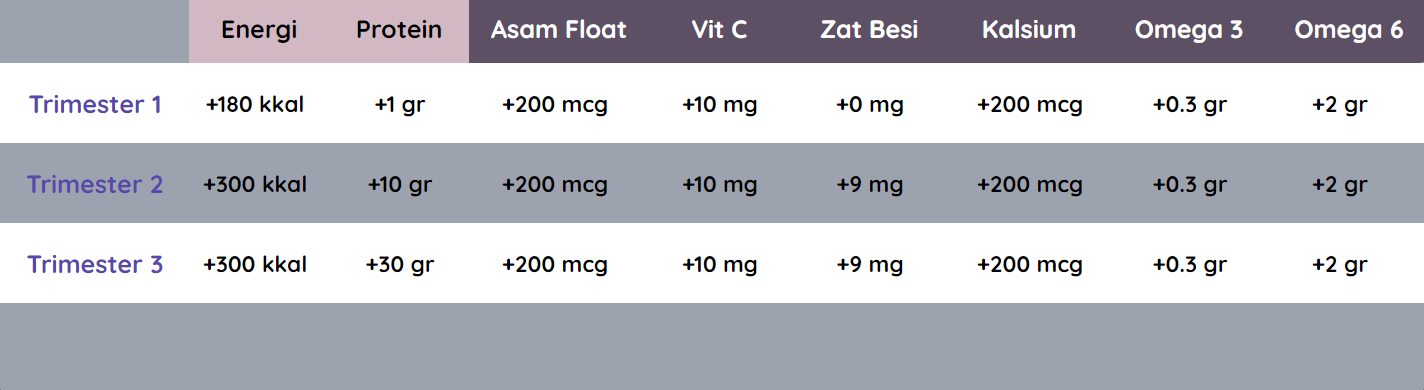 Energi Protein Asam Float Vit C Zat Besi Kalsium Omega 3 Omega 6
Trimester 1 +180 kkal +1 gr +200 mcg +10 mg +0 mg +200 mcg +0.3 gr +2 gr
Trimester 2 +300 kkal +10 gr +200 mcg +10 mg +9 mg +200 mcg +0.3 gr +2 gr
Trimester 3 +300 kkal +30 gr +200 mcg +10 mg +9 mg +200 mcg +0.3 gr +2 gr